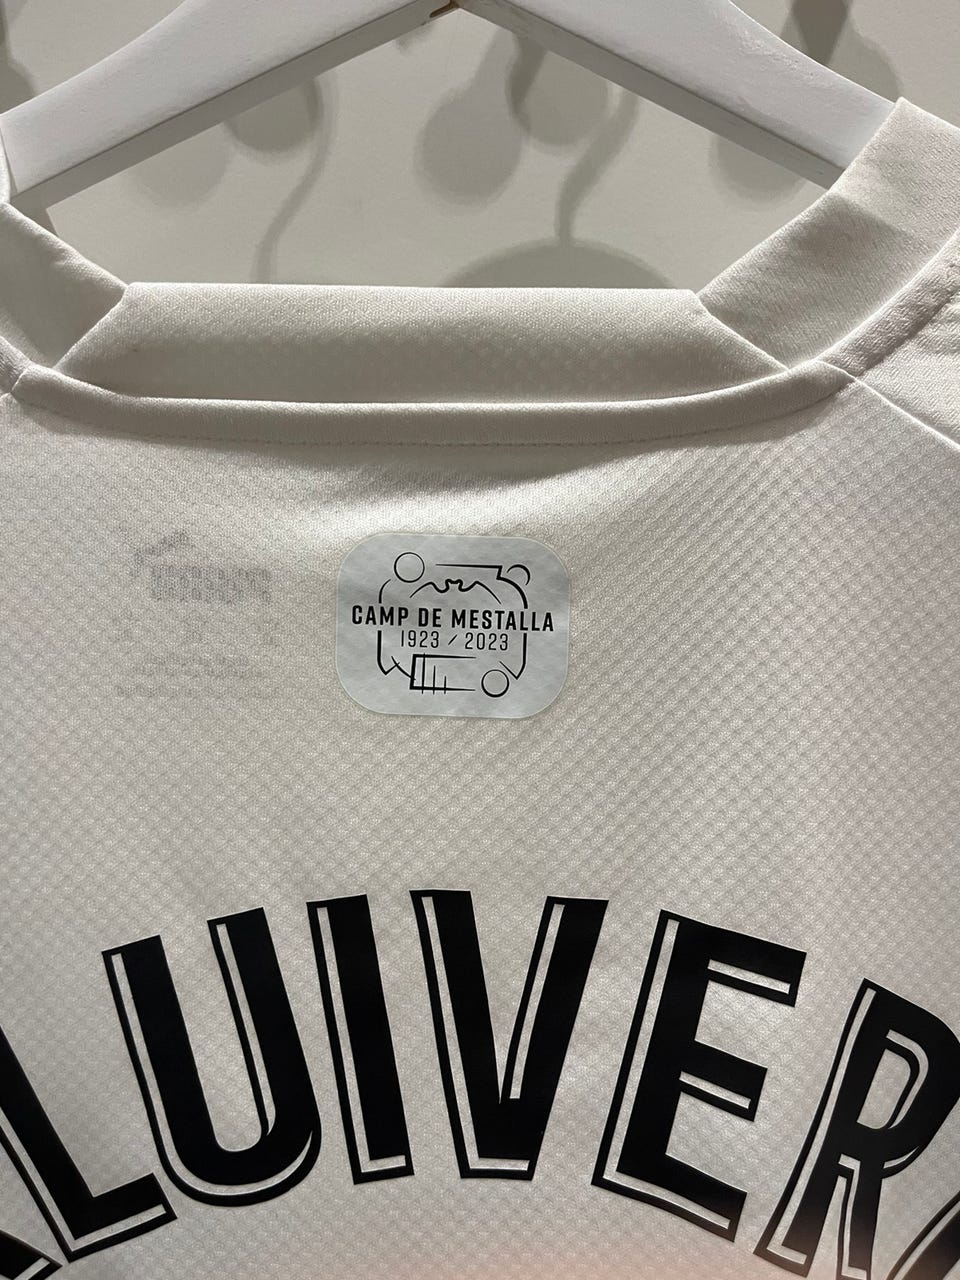 CAMP DE MESTALLA
1923 / 2023
LUIVER